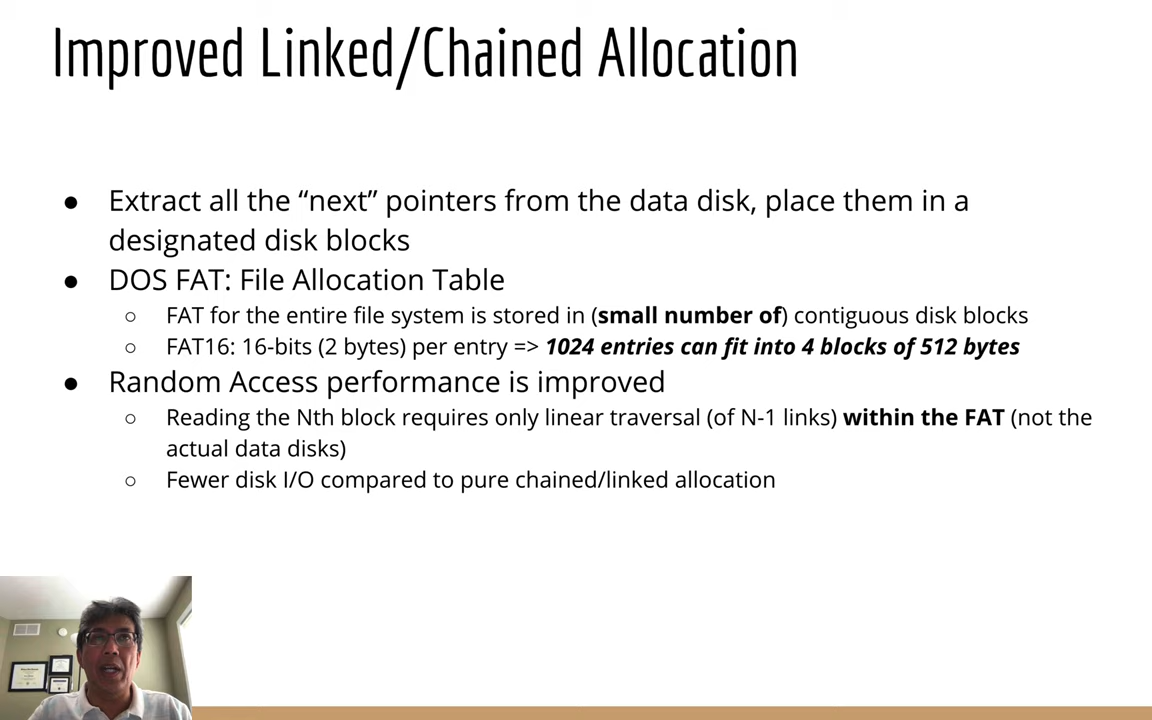 Improved Linked/Chained Allocation
● Extract all the “next” pointers from the data disk, place them in a
designated disk blocks
● DOS FAT: File Allocation Table
○ FAT for the entire file system is stored in (small number of) contiguous disk blocks
○ FAT16: 16-bits (2 bytes) per entry => 1024 entries can fit into 4 blocks of 512 bytes
● Random Access performance is improved
○ Reading the Nth block requires only linear traversal (of N-1 links) within the FAT (not the
actual data disks)
○ Fewer disk I/O compared to pure chained/linked allocation